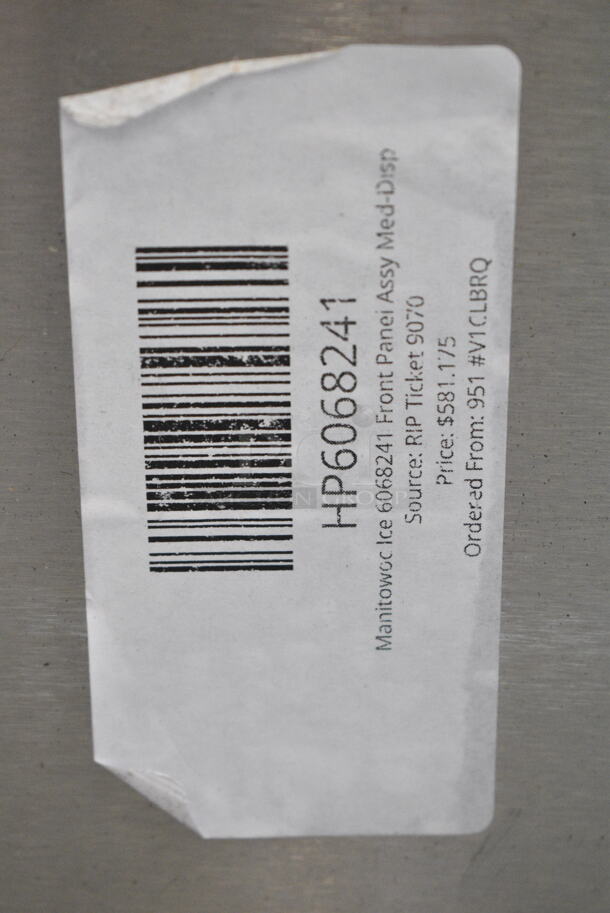 HP6068241
Manitowoc Ice 6068241 Front Panel Assy Med-Disp
Source: RIP Ticket 9070
Price: $581.175
Ordered From: 951 #V1CLBRQ